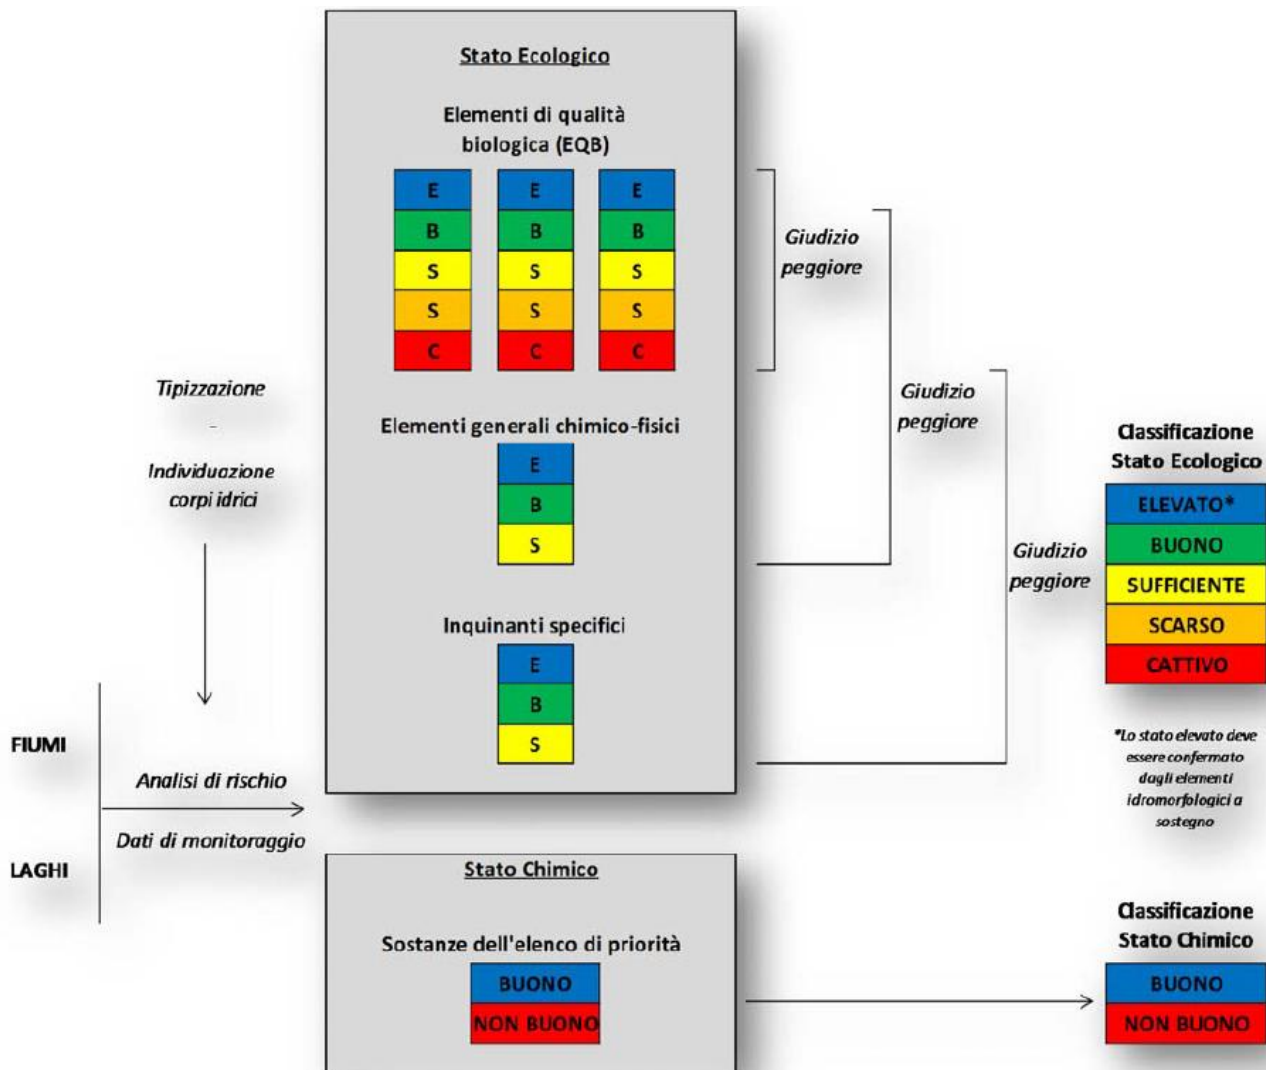 Stato Ecologico
Elementi di qualità
biologica (EQB)
E E E
B B B
S S S
S S S
C C C
Giudizio
peggiore
Elementi generali chimico-fisici
E
B
S
Giudizio
peggiore
Inquinanti specifici
E
B
S
Giudizio
peggiore
Tipizzazione
-
Individuazione
corpi idrici
FIUMI
LAGHI
Analisi di rischio
Dati di monitoraggio
Classificazione
Stato Ecologico
ELEVATO*
BUONO
SUFFICIENTE
SCARSO
CATTIVO
*Lo stato elevato deve
essere confermato
dagli elementi
idromorfologici a
sostegno
Stato Chimico
Sostanze dell'elenco di priorità
BUONO
NON BUONO
Classificazione
Stato Chimico
BUONO
NON BUONO